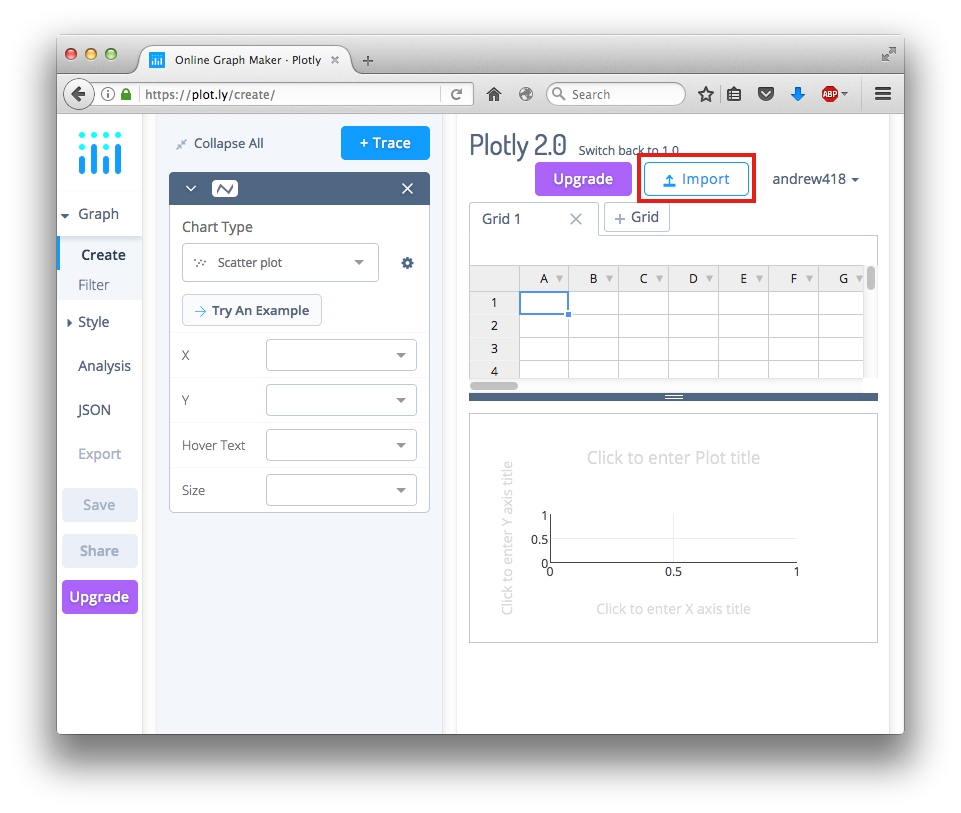 Online Graph Maker · Plotly
https://plot.ly/create/
Search
ABP
Graph
Create
Filter
Style
Analysis
JSON
Export
Save
Share
Upgrade
Collapse All
+ Trace
Chart Type
Scatter plot
Try An Example
X
Y
Hover Text
Size
Plotly 2.0
Switch back to 1.0
Upgrade
Import
andrew418
Grid 1
+ Grid
A B C D E F G
1
2
3
4
Click to enter Plot title
Click to enter Y axis title
1
0.5
0
0 0.5 1
Click to enter X axis title